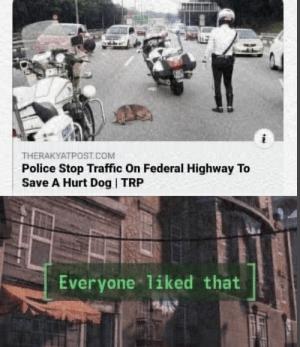 i
THERAKYATPOST.COM
Police Stop Traffic On Federal Highway To
Save A Hurt Dog | TRP
Everyone liked that